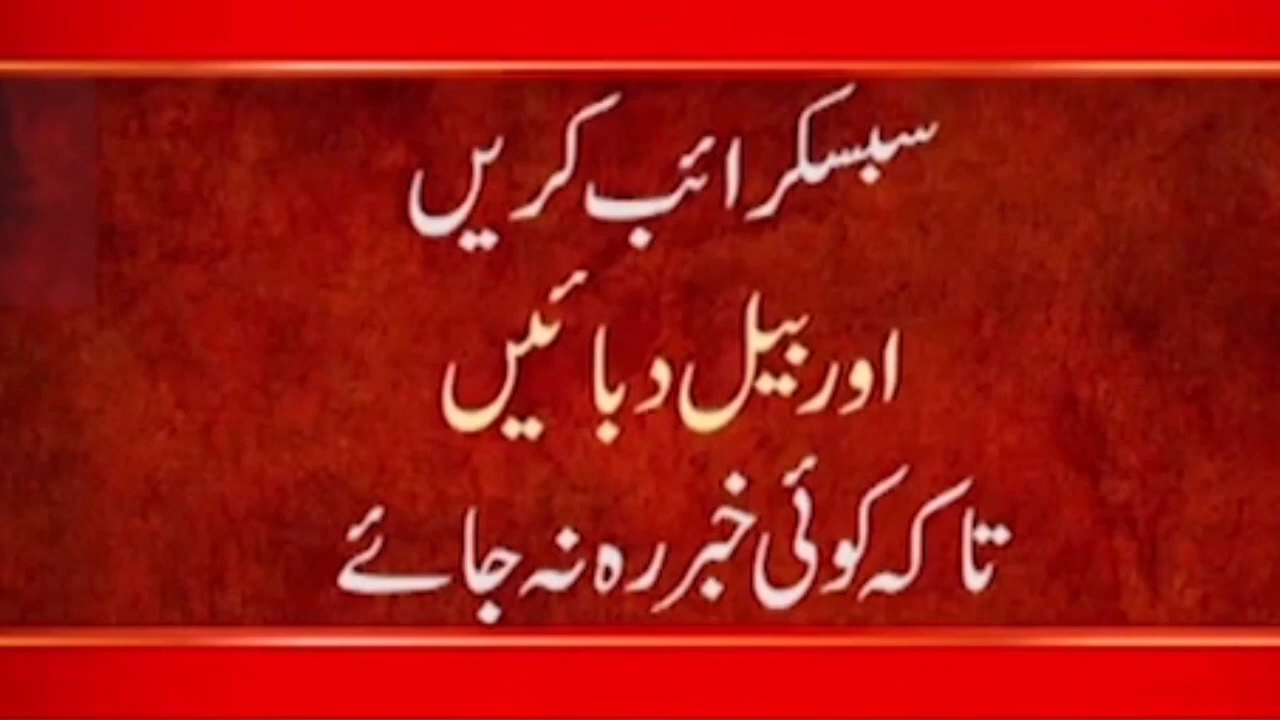 سبسکرائب کریں
اور بیل دبائیں
تاکہ کوئی خبر رہ نہ جائے